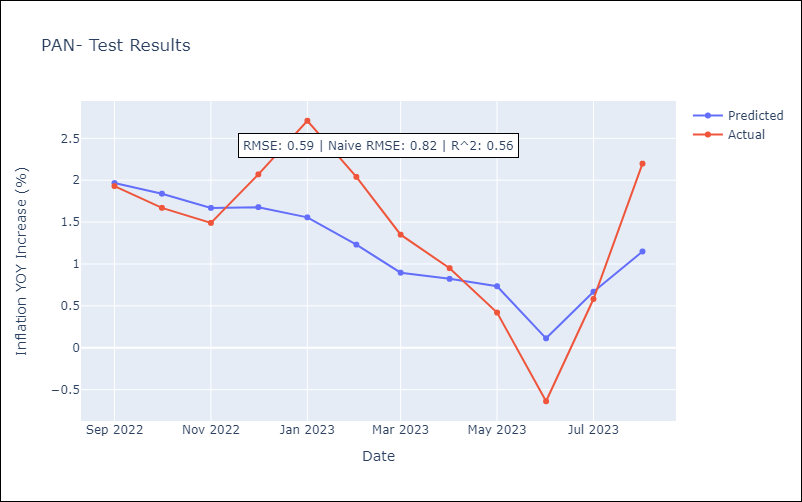 PAN- Test Results
Predicted
Actual
RMSE: 0.59 | Naive RMSE: 0.82 | R^2: 0.56
Inflation YOY Increase (%)
2.5
2
1.5
1
0.5
0
−0.5
Sep 2022
Nov 2022
Jan 2023
Mar 2023
May 2023
Jul 2023
Date